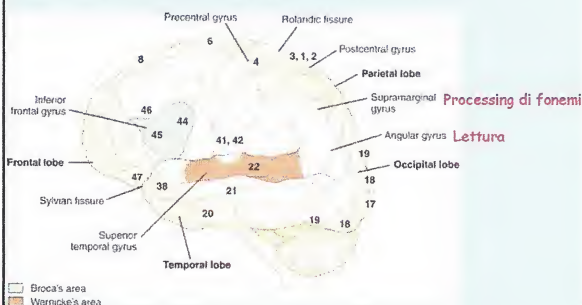 Precentral gyrus
Rolandic fissure
6
4
3, 1, 2
Postcentral gyrus
8
Parietal lobe
Inferior
frontal gyrus
46
44
45
Supramarginal
gyrus
Processing di fonemi
41, 42
Angular gyrus
Lettura
Frontal lobe
22
19
Occipital lobe
47
38
21
18
17
Sylvian fissure
20
19
18
Superior
temporal gyrus
Temporal lobe
Broca's area
Wernicke's area